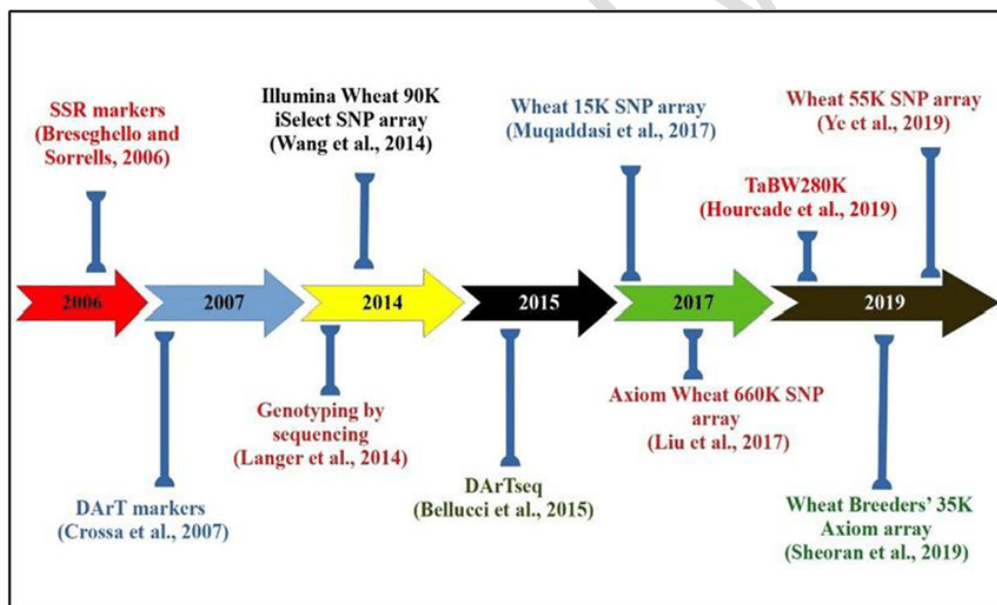 SSR markers
(Breseghello and
Sorrells, 2006)
Illumina Wheat 90K
iSelect SNP array
(Wang et al., 2014)
Wheat 15K SNP array
(Muqaddasi et al., 2017)
Wheat 55K SNP array
(Ye et al., 2019)
TaBW280K
(Hourcade et al., 2019)
2006
2007
2014
2015
2017
2019
DArT markers
(Crossa et al., 2007)
Genotyping by
sequencing
(Langer et al., 2014)
DArTseq
(Bellucci et al., 2015)
Axiom Wheat 660K SNP
array
(Liu et al., 2017)
Wheat Breeders’ 35K
Axiom array
(Sheoran et al., 2019)